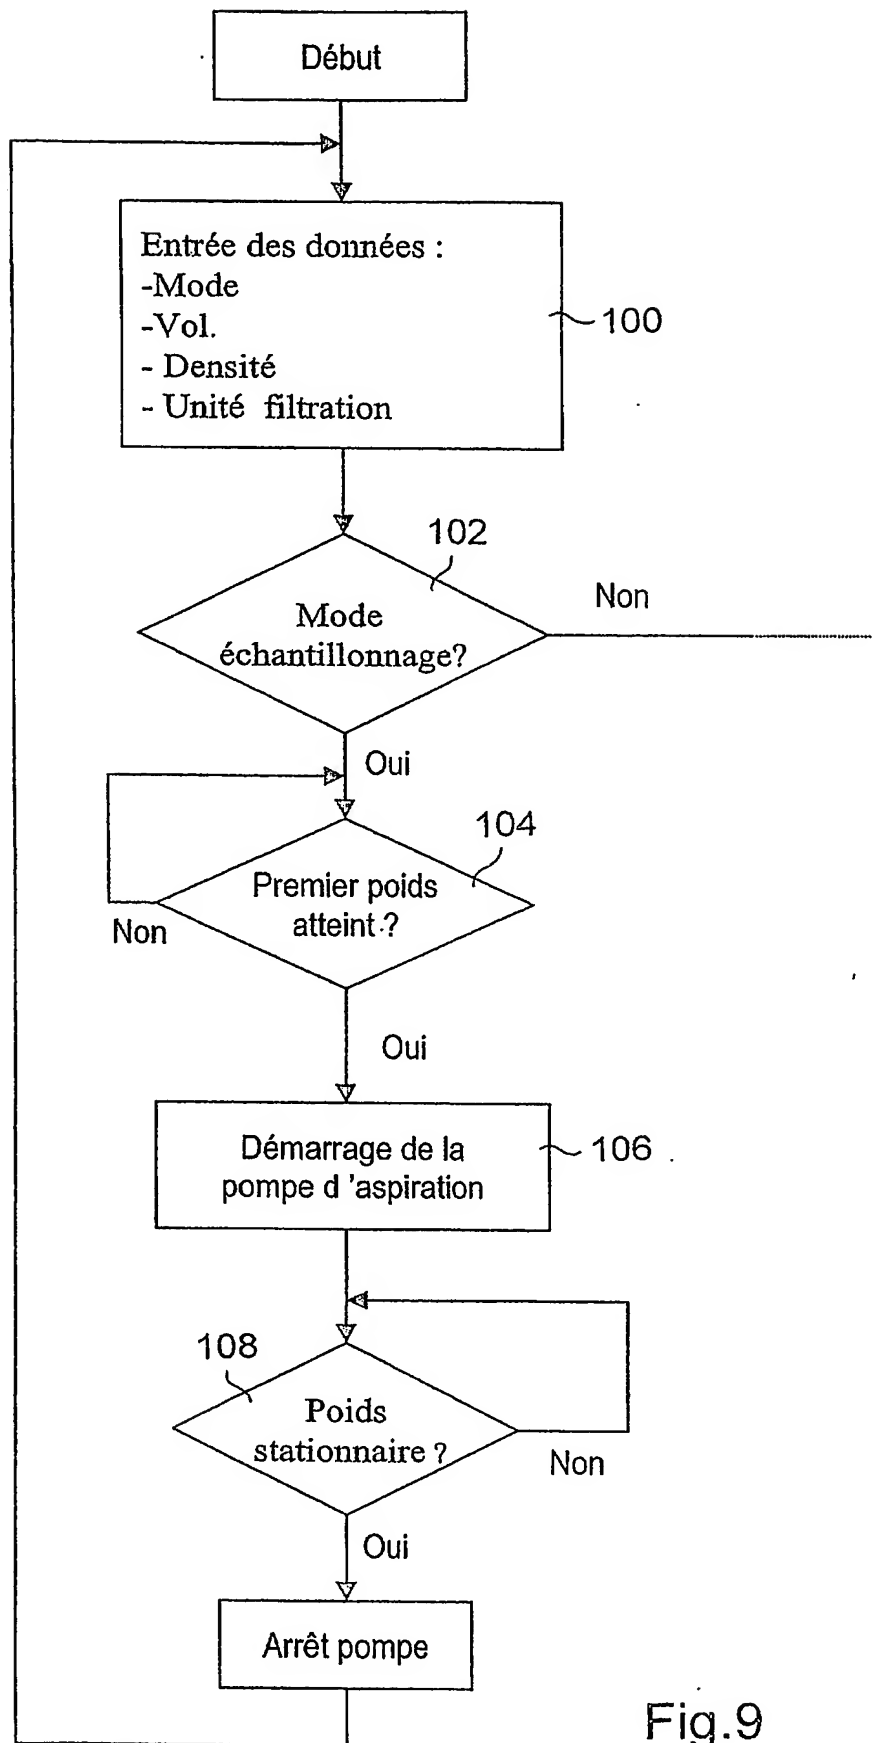 Début
Entrée des données :
-Mode
-Vol.
- Densité
- Unité filtration
100
102
Mode
échantillonnage?
Non
Oui
104
Premier poids
atteint ?
Non
Oui
106
Démarrage de la
pompe d 'aspiration
108
Poids
stationnaire ?
Non
Oui
Arrêt pompe
Fig.9